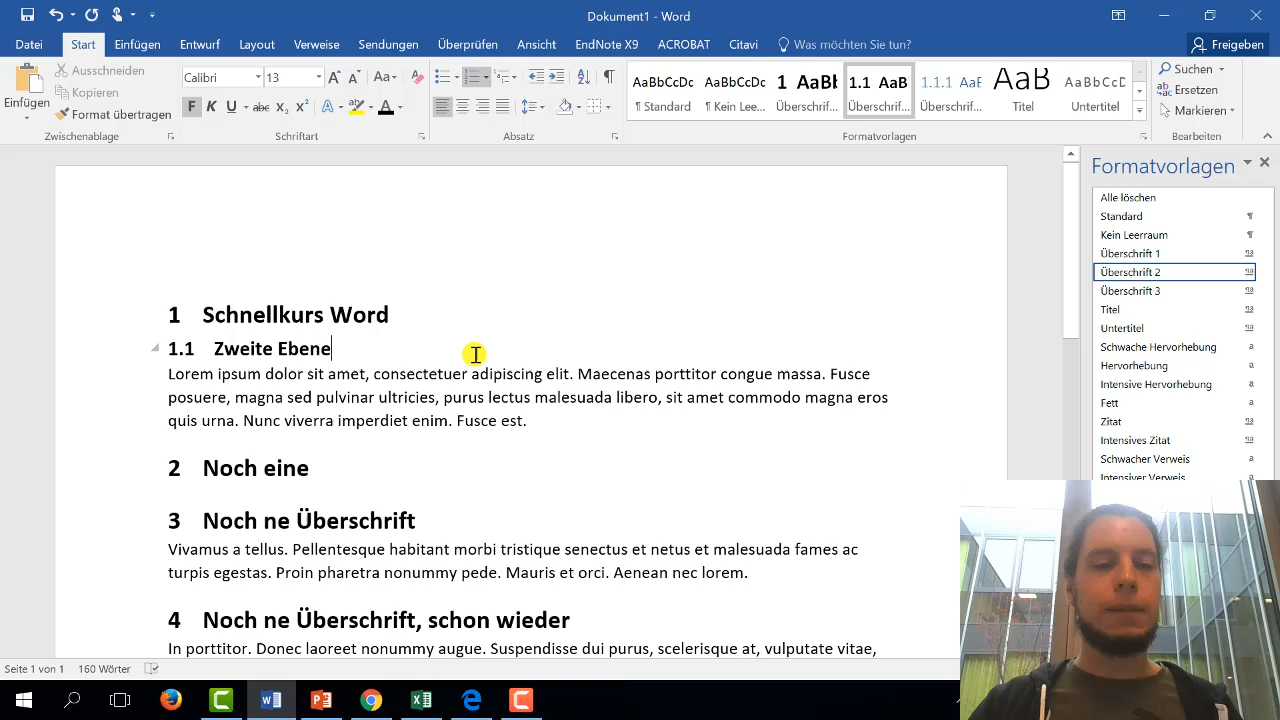 Dokument1 - Word
Datei Start Einfügen Entwurf Layout Verweise Sendungen Überprüfen Ansicht EndNote X9 ACROBAT Citavi Was möchten Sie tun? Freigeben
Einfügen
Ausschneiden
Kopieren
Format übertragen
Zwischenablage
Calibri 13
Aa
F K U abc x₂ x² A A
Schriftart
Absatz
AaBbCcDc AaBbCcDc 1 AaBb 1.1 AaB 1.1.1 AaE AaB AaBbCcD
¶ Standard ¶ Kein Lee... Überschrif... Überschrif... Überschrif... Titel Untertitel
Formatvorlagen
Suchen
Ersetzen
Markieren
Bearbeiten
1 Schnellkurs Word
1.1 Zweite Ebene
Lorem ipsum dolor sit amet, consectetuer adipiscing elit. Maecenas porttitor congue massa. Fusce
posuere, magna sed pulvinar ultricies, purus lectus malesuada libero, sit amet commodo magna eros
quis urna. Nunc viverra imperdiet enim. Fusce est.
2 Noch eine
3 Noch ne Überschrift
Vivamus a tellus. Pellentesque habitant morbi tristique senectus et netus et malesuada fames ac
turpis egestas. Proin pharetra nonummy pede. Mauris et orci. Aenean nec lorem.
4 Noch ne Überschrift, schon wieder
In porttitor. Donec laoreet nonummy augue. Suspendisse dui purus, scelerisque at, vulputate vitae,
Formatvorlagen
Alle löschen
Standard
Kein Leerraum
Überschrift 1
Überschrift 2
Überschrift 3
Titel
Untertitel
Schwache Hervorhebung
Hervorhebung
Intensive Hervorhebung
Fett
Zitat
Intensives Zitat
Schwacher Verweis
Intensiver Verweis
Seite 1 von 1 160 Wörter